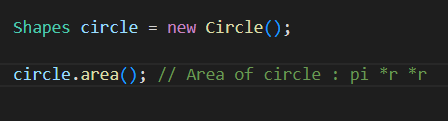 Shapes circle = new Circle();
circle.area(); // Area of circle : pi *r *r